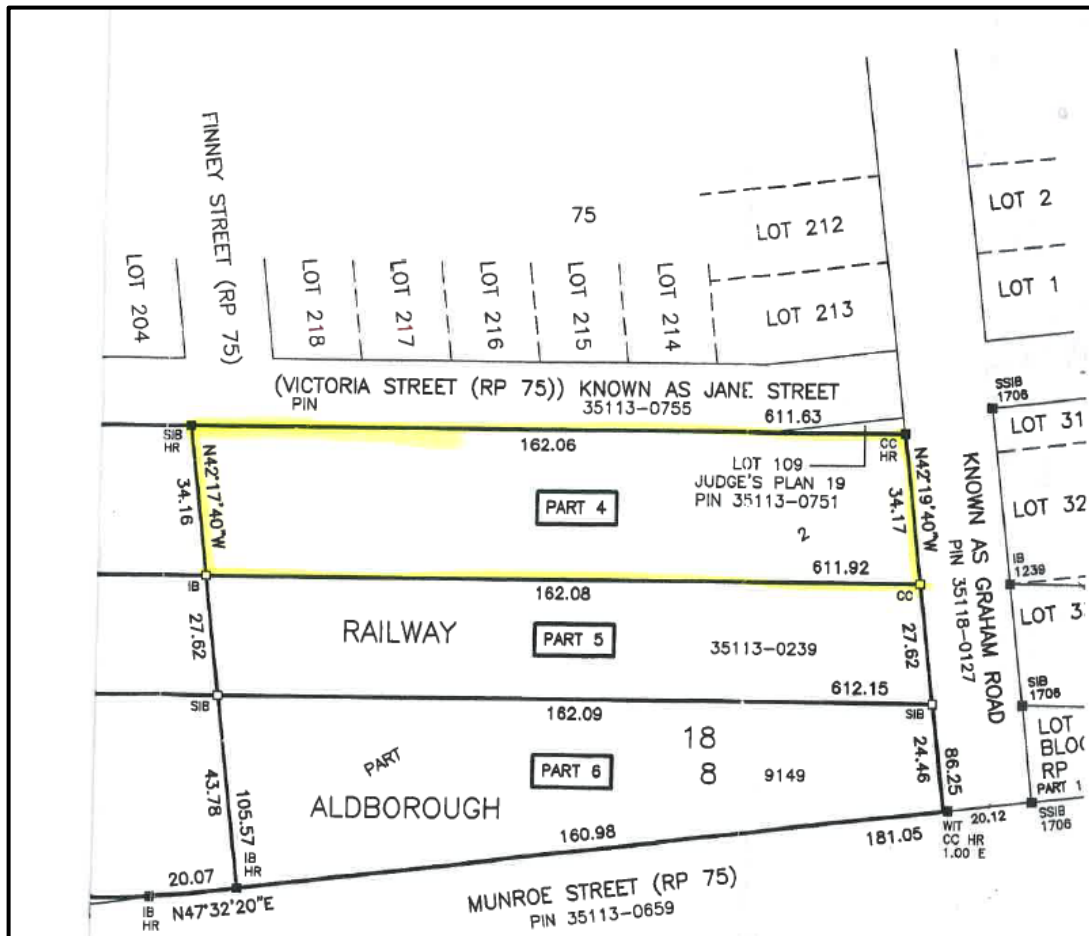 FINNEY STREET (RP 75)
75
LOT 212
LOT 2
LOT 204
LOT 218
LOT 217
LOT 216
LOT 215
LOT 214
LOT 213
LOT 1
(VICTORIA STREET (RP 75)) KNOWN AS JANE STREET
PIN 35113-0755
611.63
SSIB
1706
LOT 31
SIB
HR
162.06
CC
HR
N42°17'40"W
34.16
LOT 109
JUDGE'S PLAN 19
PIN 35113-0751
N42°19'40"W
34.17
KNOWN AS GRAHAM ROAD
PIN 35118-0127
LOT 32
PART 4
2
611.92
IB
1239
IB
162.08
CC
27.62
RAILWAY
PART 5
35113-0239
27.62
LOT 3
612.15
SIB
162.09
SIB
SIB
1706
18
8
PART
PART 6
9149
24.46
86.25
LOT
BLOC
RP
PART 1
43.78
105.57
ALDBOROUGH
160.98
181.05
WIT
CC HR
1.00 E
20.12
SSIB
1706
IB
HR
20.07
IB
HR
N47°32'20"E
MUNROE STREET (RP 75)
PIN 35113-0659